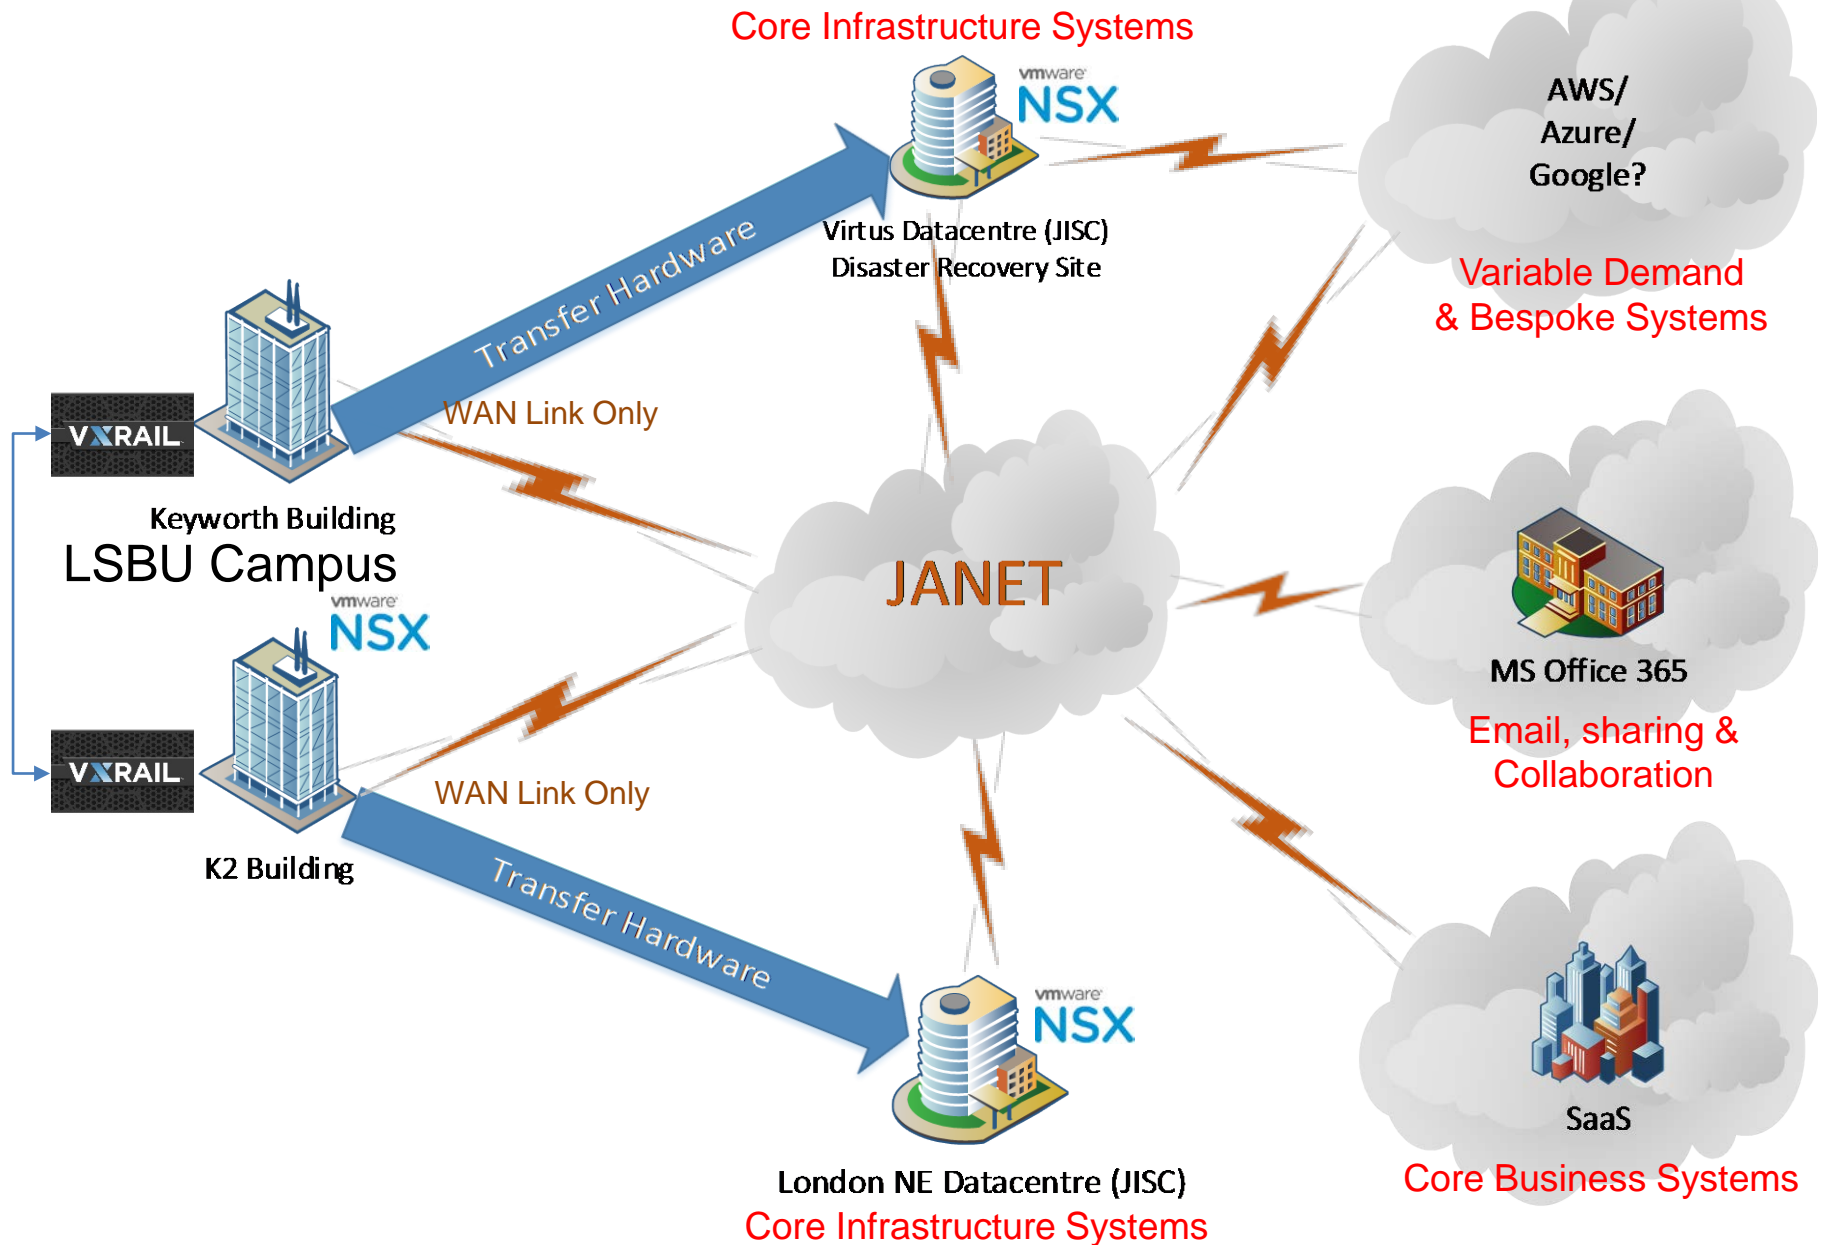 Core Infrastructure Systems
vmware
NSX
AWS/
Azure/
Google?
Virtus Datacentre (JISC)
Disaster Recovery Site
Variable Demand
& Bespoke Systems
Transfer Hardware
WAN Link Only
VXRAIL
Keyworth Building
LSBU Campus
vmware
NSX
JANET
MS Office 365
Email, sharing &
Collaboration
VXRAIL
WAN Link Only
K2 Building
Transfer Hardware
vmware
NSX
SaaS
Core Business Systems
London NE Datacentre (JISC)
Core Infrastructure Systems